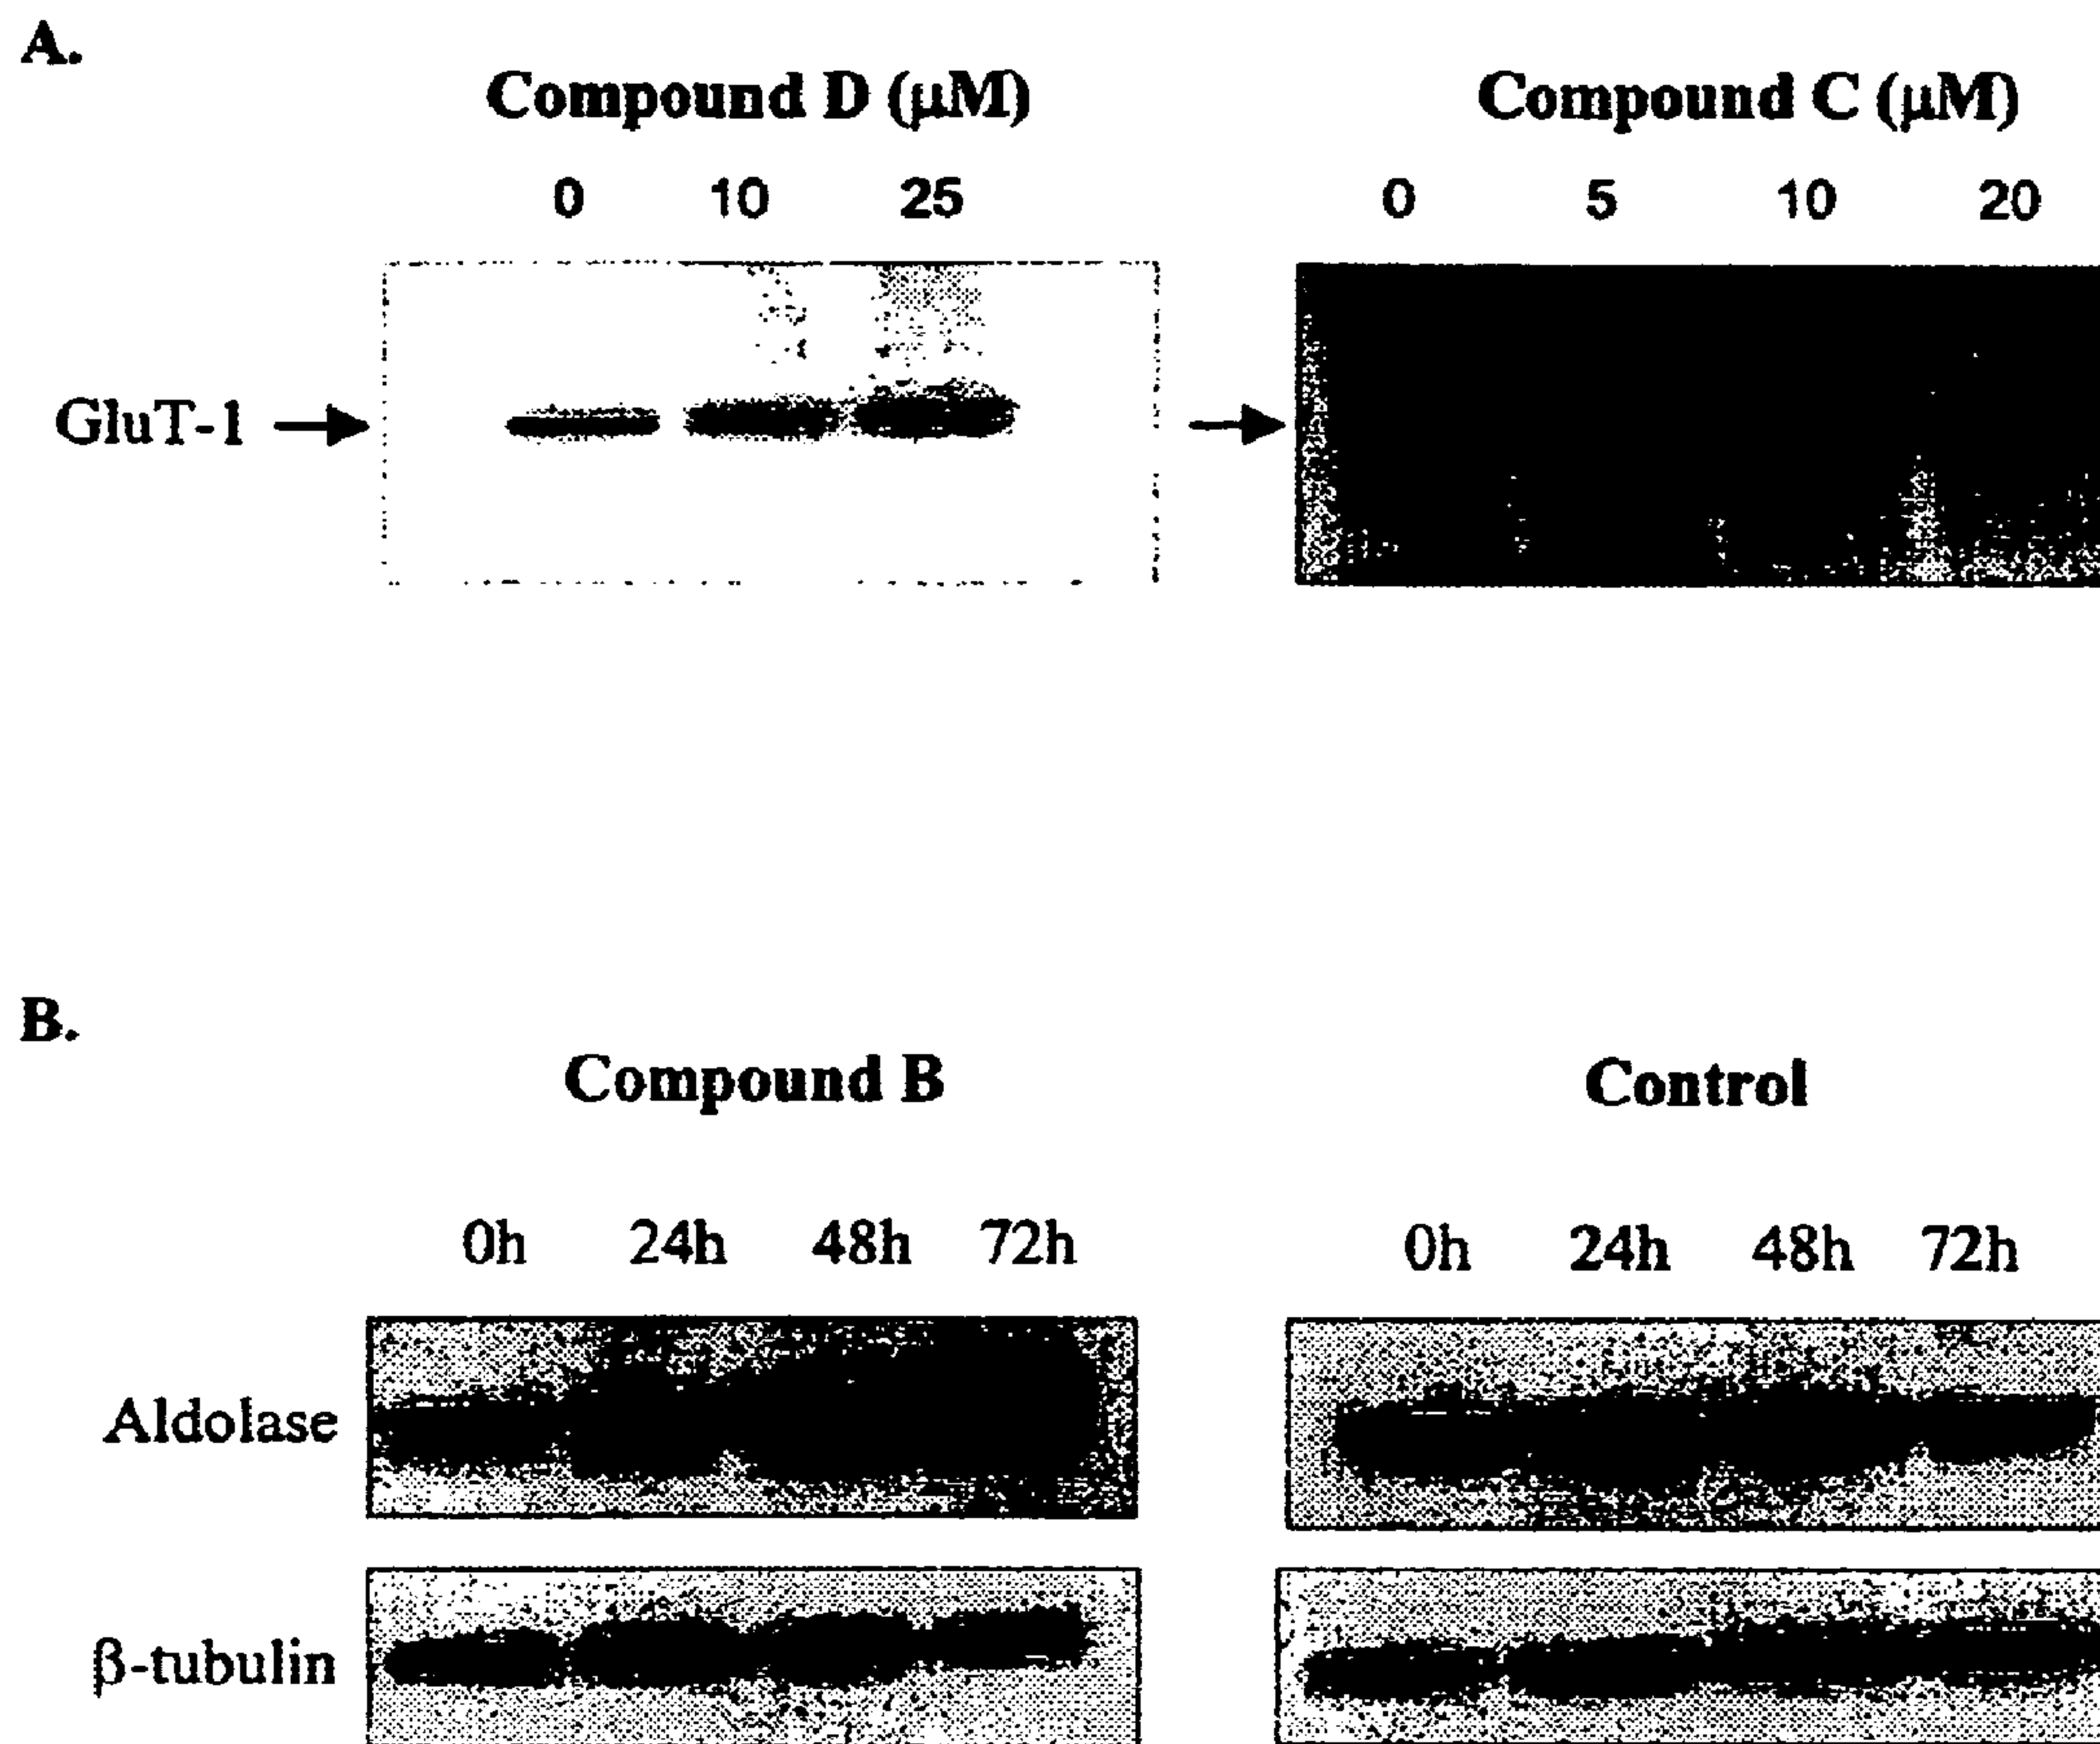 A.
Compound D (μM) Compound C (μM)
0 10 25 0 5 10 20
GluT-1
B.
Compound B Control
0h 24h 48h 72h 0h 24h 48h 72h
Aldolase
β-tubulin